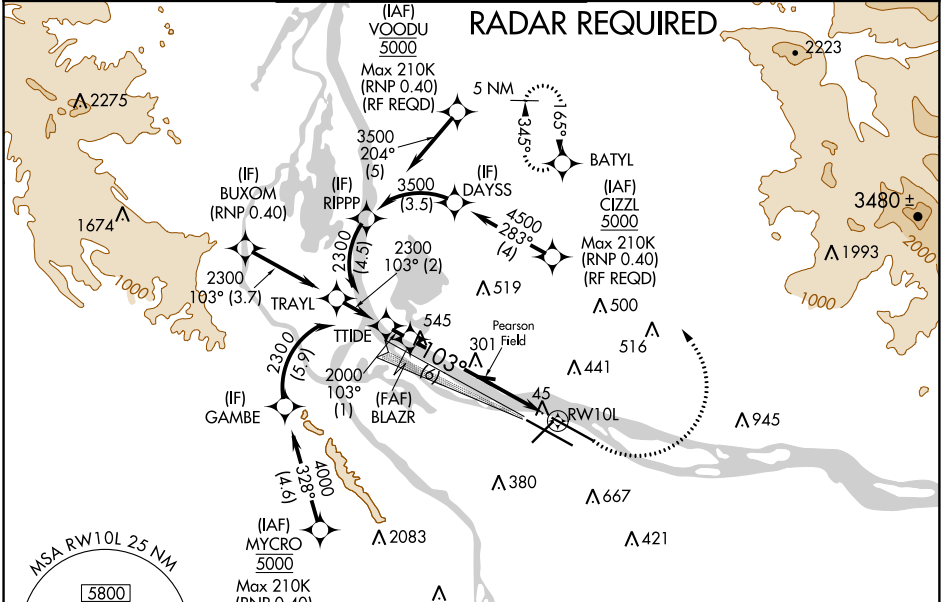 RADAR REQUIRED
(IAF)
VOODU
5000
Max 210K
(RNP 0.40)
(RF REQD)
2223
2275
5 NM
345°
165°
BATYL
3500
204°
(5)
(IF)
DAYSS
3500
(3.5)
(IF)
RIPPP
(IF)
BUXOM
(RNP 0.40)
1674
(IAF)
CIZZL
5000
Max 210K
(RNP 0.40)
(RF REQD)
4500
283°
(4)
3480 ±
2000
1993
1000
1000
2300
(4.5)
2300
103° (2)
2300
103° (3.7)
TRAYL
519
500
516
TTIDE
545
Pearson
Field
301
441
103°
(6)
2300
(5.9)
2000
103°
(1)
(FAF)
BLAZR
45
RW10L
945
(IF)
GAMBE
4000
328°
(4.6)
380
667
421
2083
(IAF)
MYCRO
5000
Max 210K
(RNP 0.40)
MSA RW10L 25 NM
5800